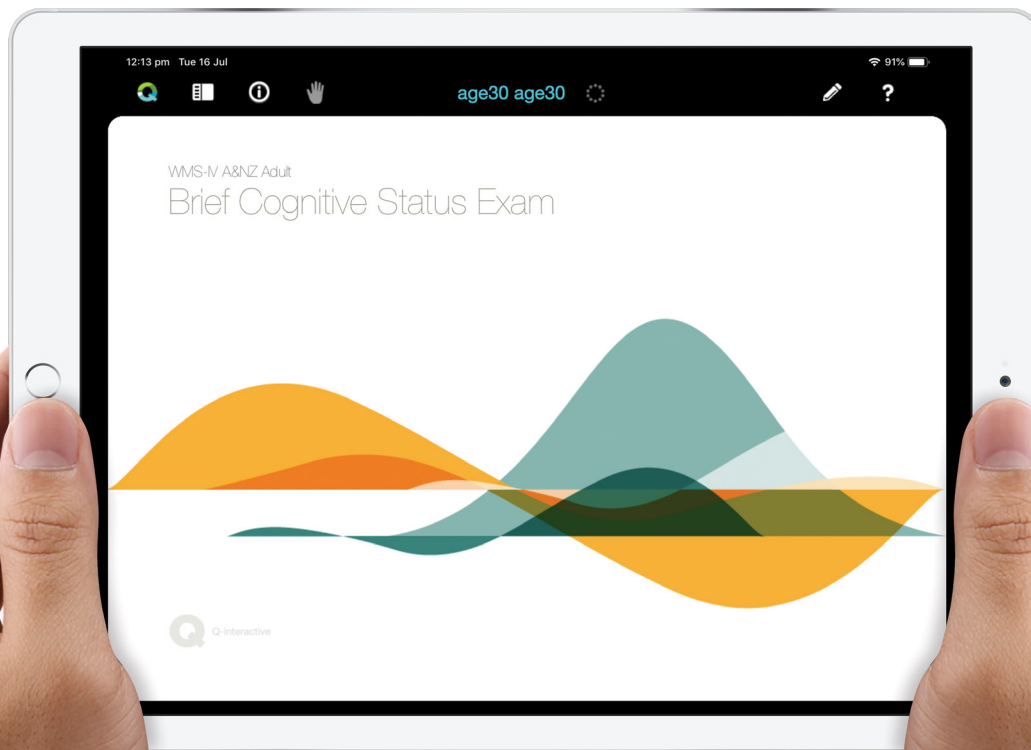 12:13 pm Tue 16 Jul 91%
age30 age30 ?
WMS-IV A&NZ Adult
Brief Cognitive Status Exam
Q-interactive